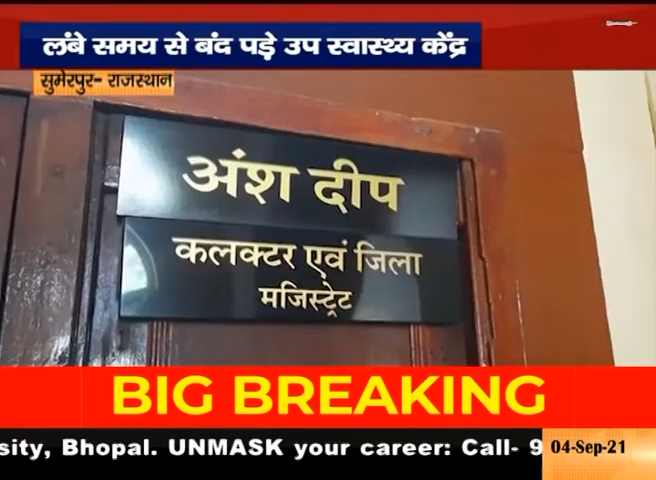 लंबे समय से बंद पड़े उप स्वास्थ्य केंद्र
सुमेरपुर- राजस्थान
अंश दीप
कलक्टर एवं जिला
मजिस्ट्रेट
BIG BREAKING
sity, Bhopal. UNMASK your career: Call- 9
04-Sep-21